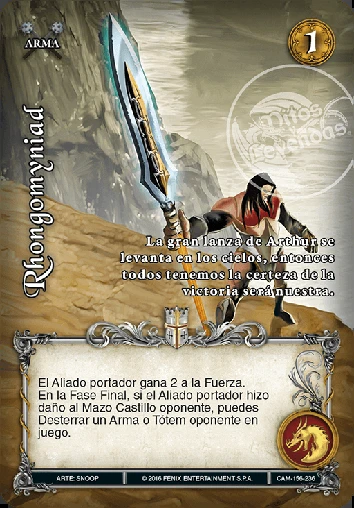 ARMA
1
Mitos
y
Leyendas
Rhongomyniad
La gran lanza de Arthur se
levanta en los cielos, entonces
todos tenemos la certeza de la
victoria será nuestra.
El Aliado portador gana 2 a la Fuerza.
En la Fase Final, si el Aliado portador hizo
daño al Mazo Castillo oponente, puedes
Desterrar un Arma o Tótem oponente en
juego.
ARTE: SNOOP
© 2016 FENIX ENTERTAINMENT S.P.A.